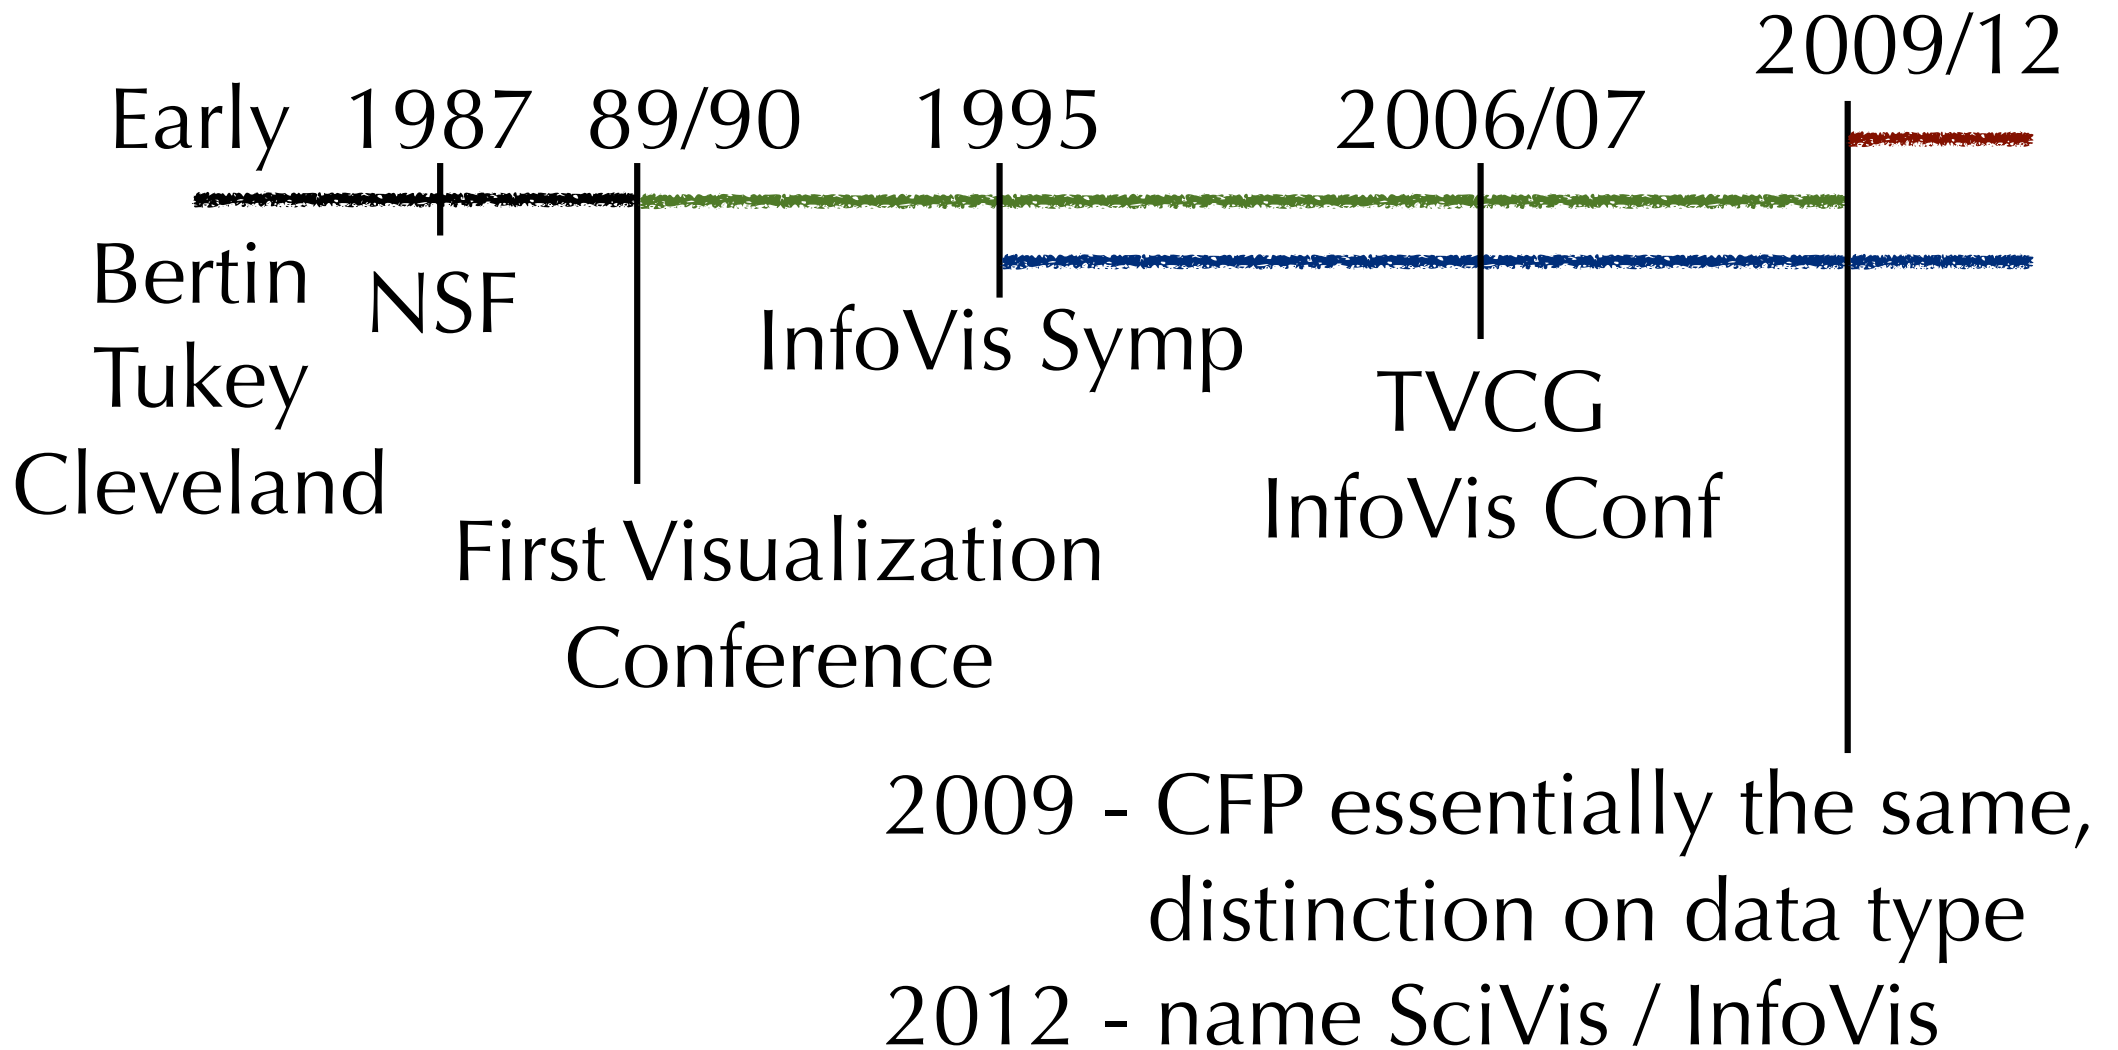 2009/12
Early 1987 89/90 1995 2006/07
Bertin
Tukey
Cleveland
NSF
First Visualization
Conference
InfoVis Symp
TVCG
InfoVis Conf
2009 - CFP essentially the same,
distinction on data type
2012 - name SciVis / InfoVis